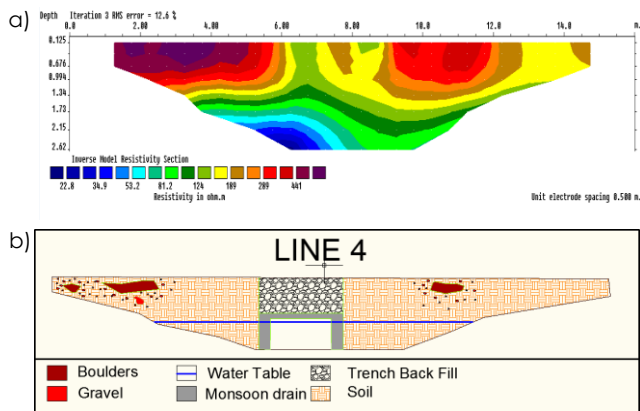 a)
Depth Iteration 3 RMS error = 12.6 %
0.0 2.00 4.00 6.00 8.00 10.0 12.0 14.0 m.
0.125
0.676
0.994
1.34
1.73
2.15
2.62
Inverse Model Resistivity Section
22.8 34.9 53.2 81.2 124 189 289 441
Resistivity in ohm.m
Unit electrode spacing 0.500 m.
b)
LINE 4
Boulders Water Table Trench Back Fill
Gravel Monsoon drain Soil